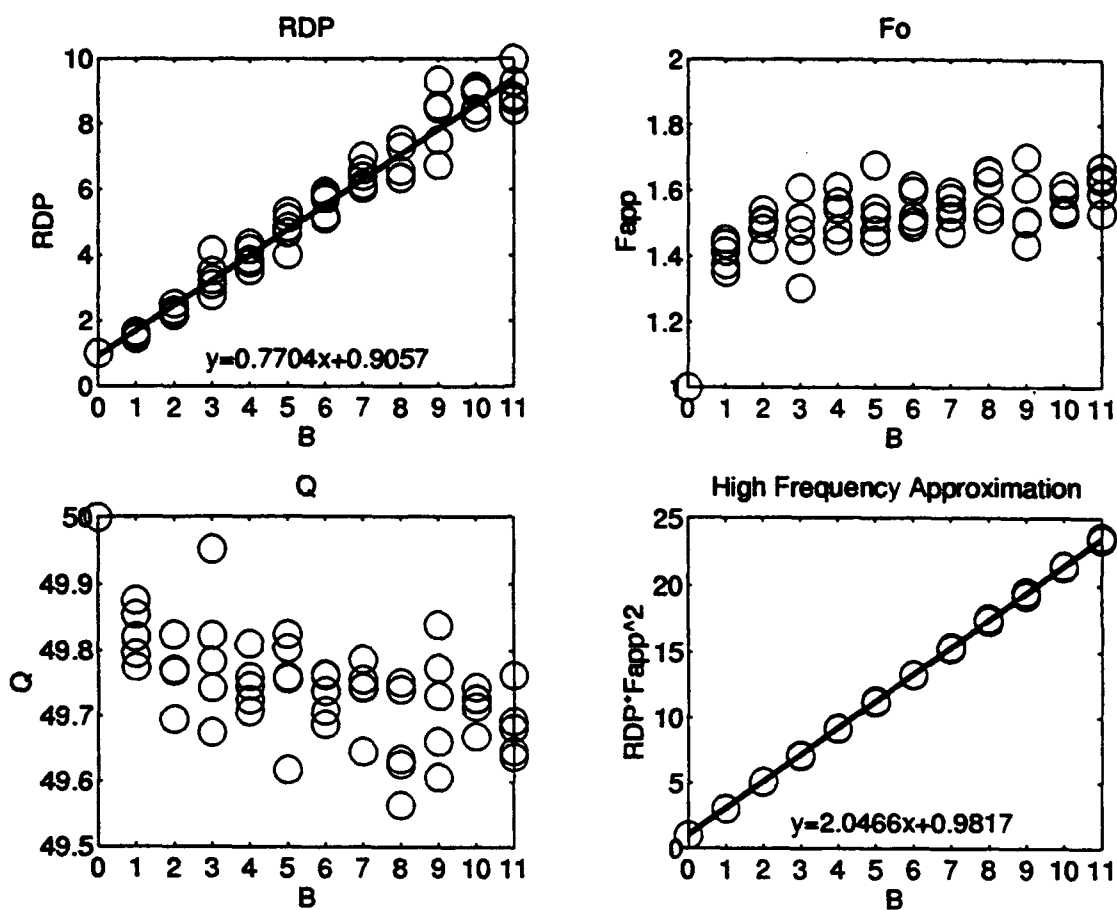 RDP
10
8
6
4
2
0
RDP
y=0.7704x+0.9057
0 1 2 3 4 5 6 7 8 9 10 11
B
Fo
2
1.8
1.6
1.4
1.2
1
Fapp
0 1 2 3 4 5 6 7 8 9 10 11
B
Q
50
49.9
49.8
49.7
49.6
49.5
Q
0 1 2 3 4 5 6 7 8 9 10 11
B
High Frequency Approximation
25
20
15
10
5
0
RDP*Fapp^2
y=2.0466x+0.9817
0 1 2 3 4 5 6 7 8 9 10 11
B